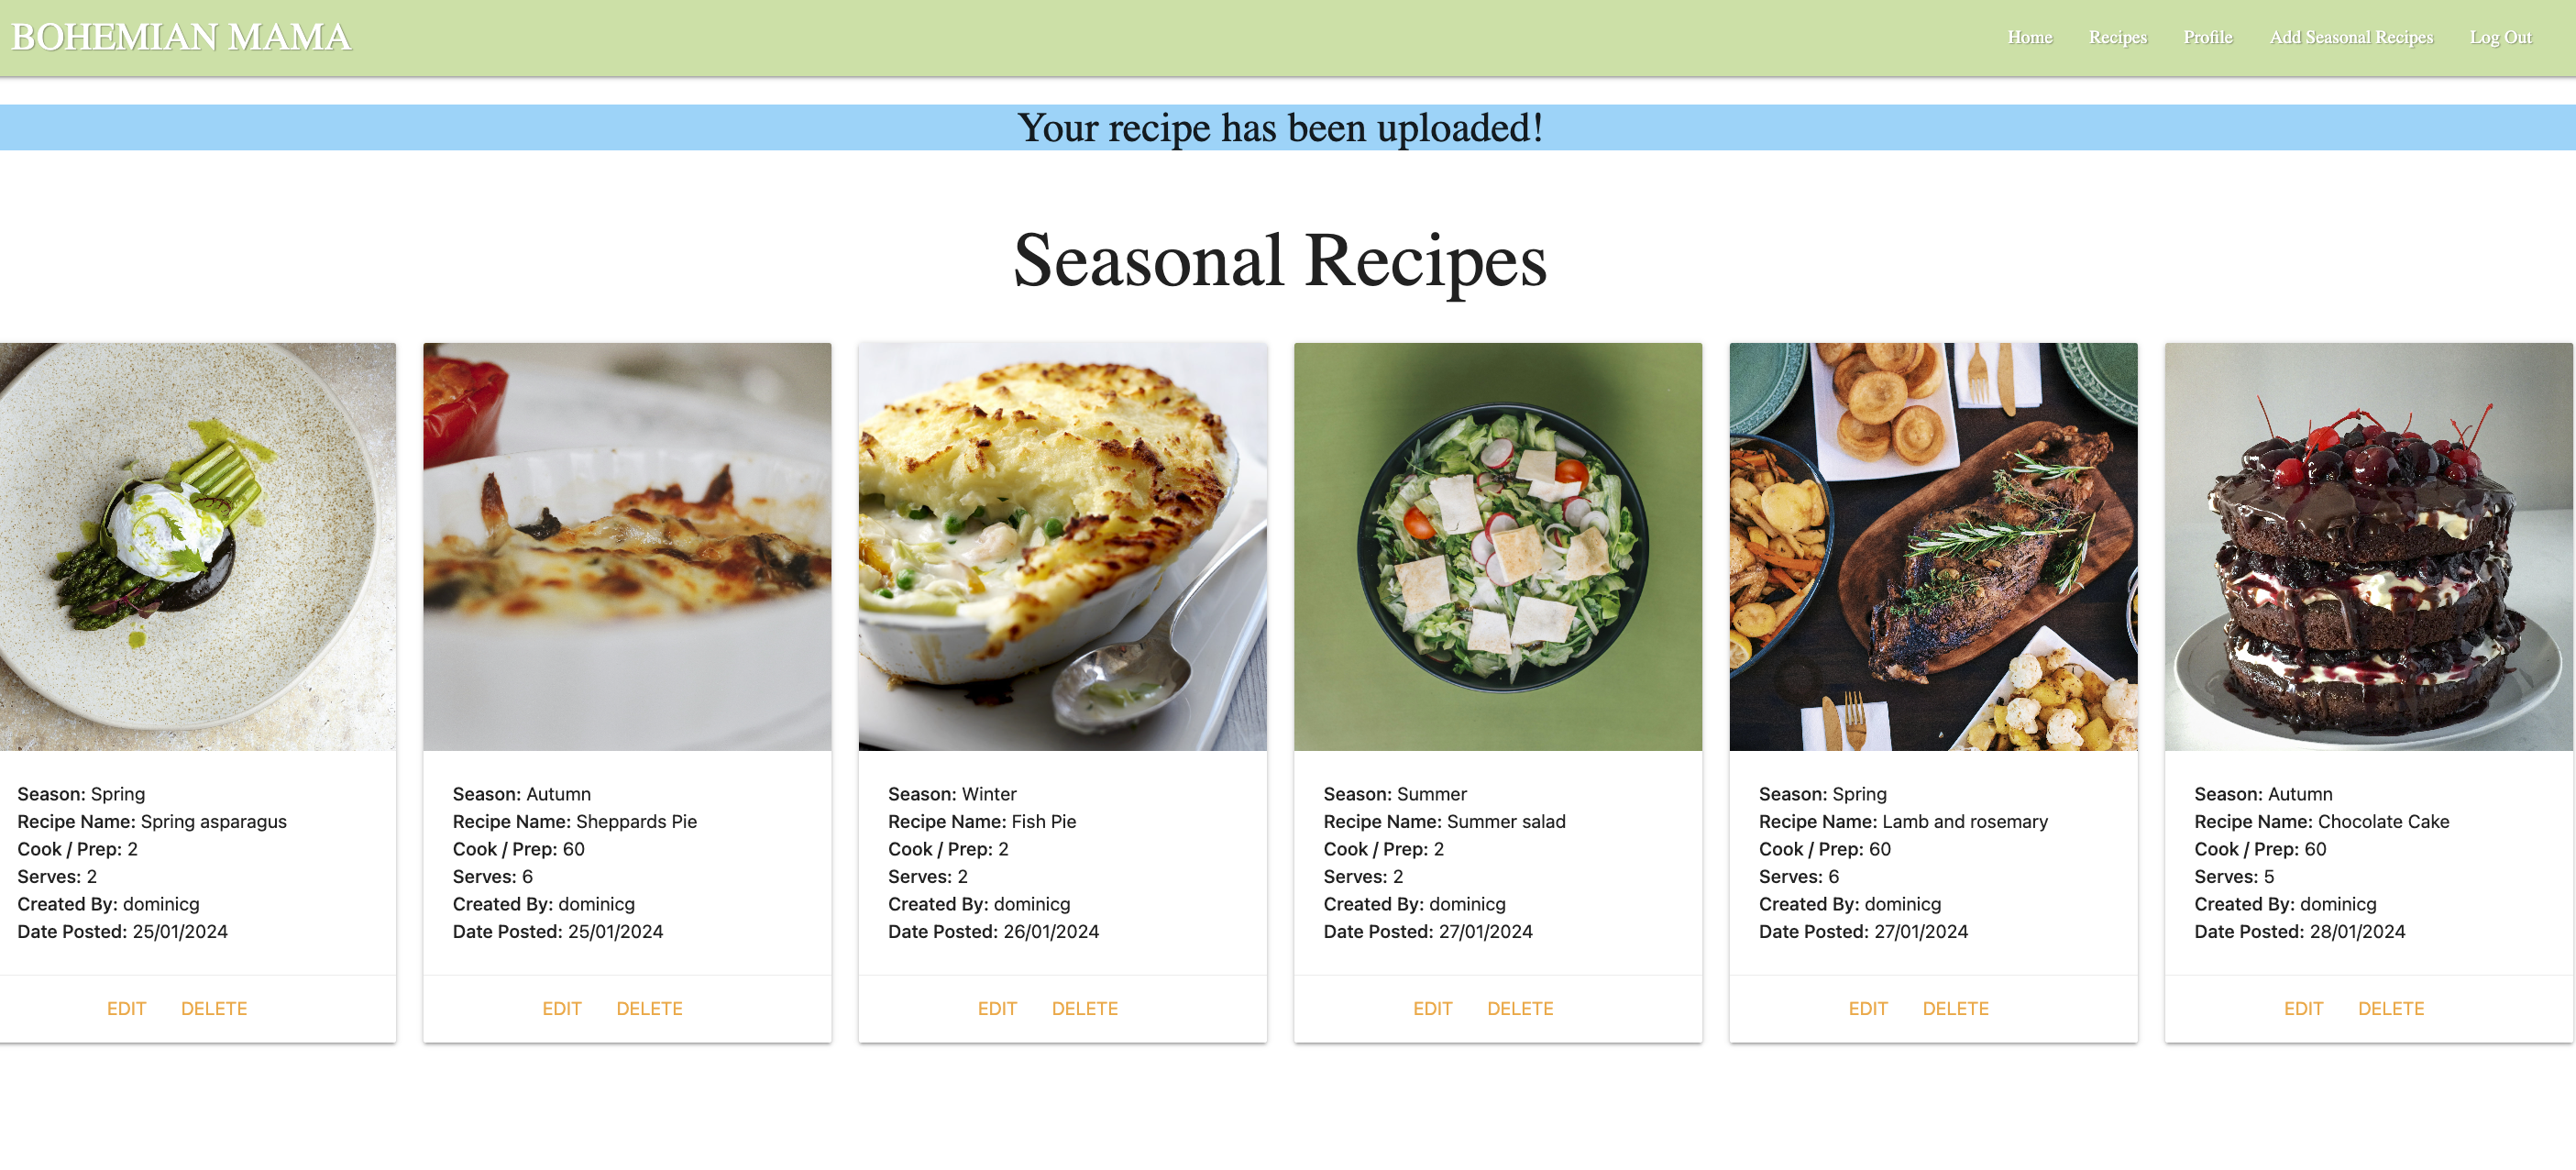 BOHEMIAN MAMA
Home Recipes Profile Add Seasonal Recipes Log Out
Your recipe has been uploaded!
Seasonal Recipes
Season: Spring
Recipe Name: Spring asparagus
Cook / Prep: 2
Serves: 2
Created By: dominicg
Date Posted: 25/01/2024
EDIT DELETE
Season: Autumn
Recipe Name: Sheppards Pie
Cook / Prep: 60
Serves: 6
Created By: dominicg
Date Posted: 25/01/2024
EDIT DELETE
Season: Winter
Recipe Name: Fish Pie
Cook / Prep: 2
Serves: 2
Created By: dominicg
Date Posted: 26/01/2024
EDIT DELETE
Season: Summer
Recipe Name: Summer salad
Cook / Prep: 2
Serves: 2
Created By: dominicg
Date Posted: 27/01/2024
EDIT DELETE
Season: Spring
Recipe Name: Lamb and rosemary
Cook / Prep: 60
Serves: 6
Created By: dominicg
Date Posted: 27/01/2024
EDIT DELETE
Season: Autumn
Recipe Name: Chocolate Cake
Cook / Prep: 60
Serves: 5
Created By: dominicg
Date Posted: 28/01/2024
EDIT DELETE